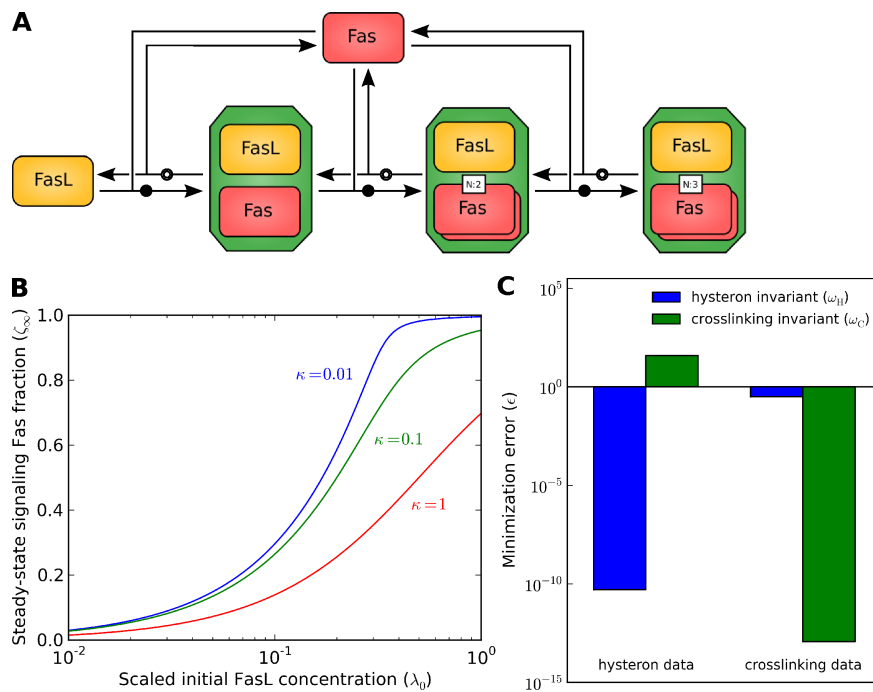 A
Fas
FasL
FasL
Fas
FasL
N:2
Fas
FasL
N:3
Fas
B
Steady-state signaling Fas fraction (ζ∞)
1.0
0.8
0.6
0.4
0.2
0.0
κ=0.01
κ=0.1
κ=1
10⁻² 10⁻¹ 10⁰
Scaled initial FasL concentration (λ₀)
C
Minimization error (ϵ)
10⁵
10⁰
10⁻⁵
10⁻¹⁰
10⁻¹⁵
hysteron invariant (ω_H)
crosslinking invariant (ω_C)
hysteron data
crosslinking data